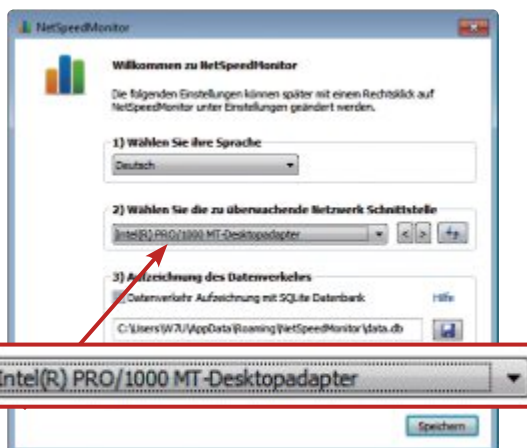 NetSpeedMonitor
Willkommen zu NetSpeedMonitor
Die folgenden Einstellungen können später mit einem Rechtsklick auf
NetSpeedMonitor unter Einstellungen geändert werden.
1) Wählen Sie ihre Sprache
Deutsch
2) Wählen Sie die zu überwachende Netzwerk Schnittstelle
Intel(R) PRO/1000 MT-Desktopadapter
< >
3) Aufzeichnung des Datenverkehrs
Datenverkehr Aufzeichnung mit SQLite Datenbank Hilfe
C:\Users\W7U\AppData\Roaming\NetSpeedMonitor\data.db
Intel(R) PRO/1000 MT-Desktopadapter
Speichern